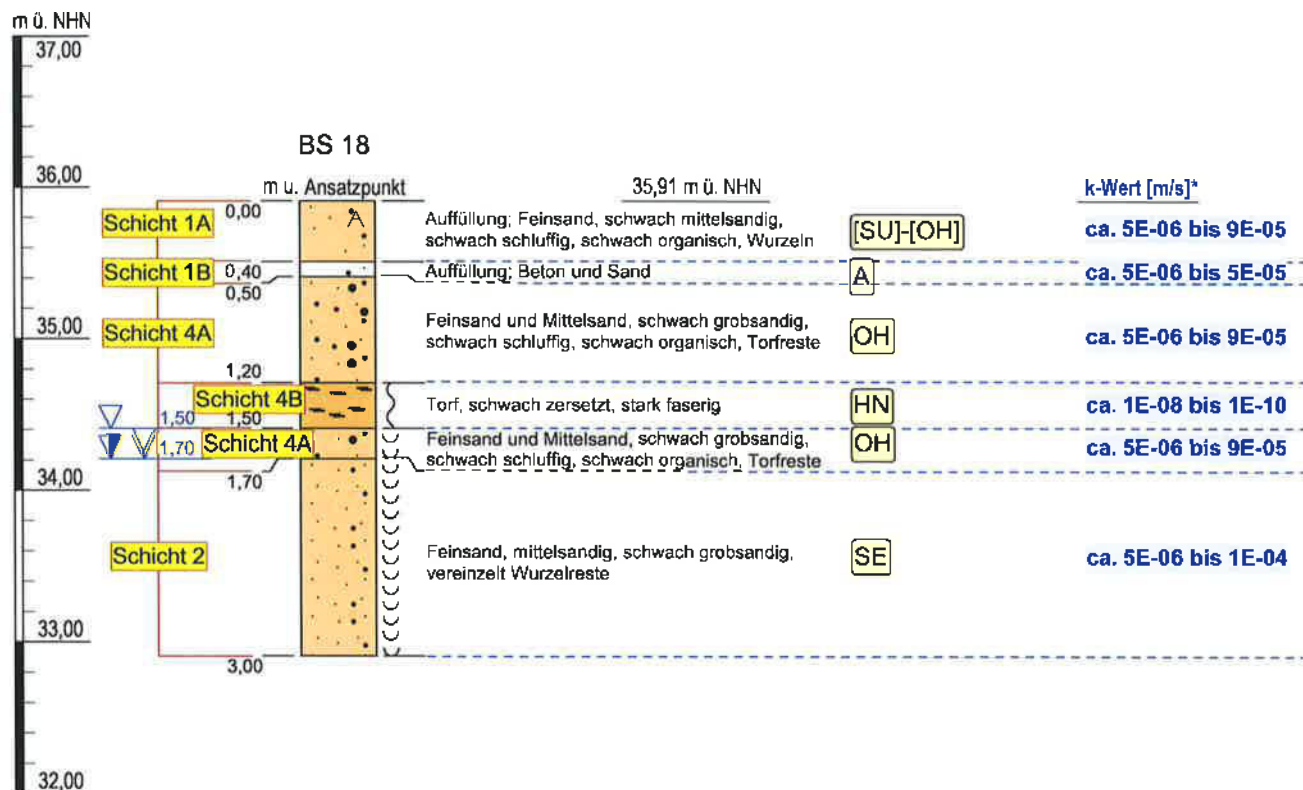 m ü. NHN
37,00
BS 18
36,00
m u. Ansatzpunkt
35,91 m ü. NHN
k-Wert [m/s]*
0,00
Schicht 1A
Auffüllung; Feinsand, schwach mittelsandig,
schwach schluffig, schwach organisch, Wurzeln
[SU]-[OH]
ca. 5E-06 bis 9E-05
Schicht 1B
0,40
Auffüllung; Beton und Sand
A
ca. 5E-06 bis 5E-05
0,50
35,00
Schicht 4A
Feinsand und Mittelsand, schwach grobsandig,
schwach schluffig, schwach organisch, Torfreste
OH
ca. 5E-06 bis 9E-05
1,20
Schicht 4B
1,50
1,50
Torf, schwach zersetzt, stark faserig
HN
ca. 1E-08 bis 1E-10
1,70
Schicht 4A
Feinsand und Mittelsand, schwach grobsandig,
schwach schluffig, schwach organisch, Torfreste
OH
ca. 5E-06 bis 9E-05
1,70
34,00
Schicht 2
Feinsand, mittelsandig, schwach grobsandig,
vereinzelt Wurzelreste
SE
ca. 5E-06 bis 1E-04
33,00
3,00
32,00
A